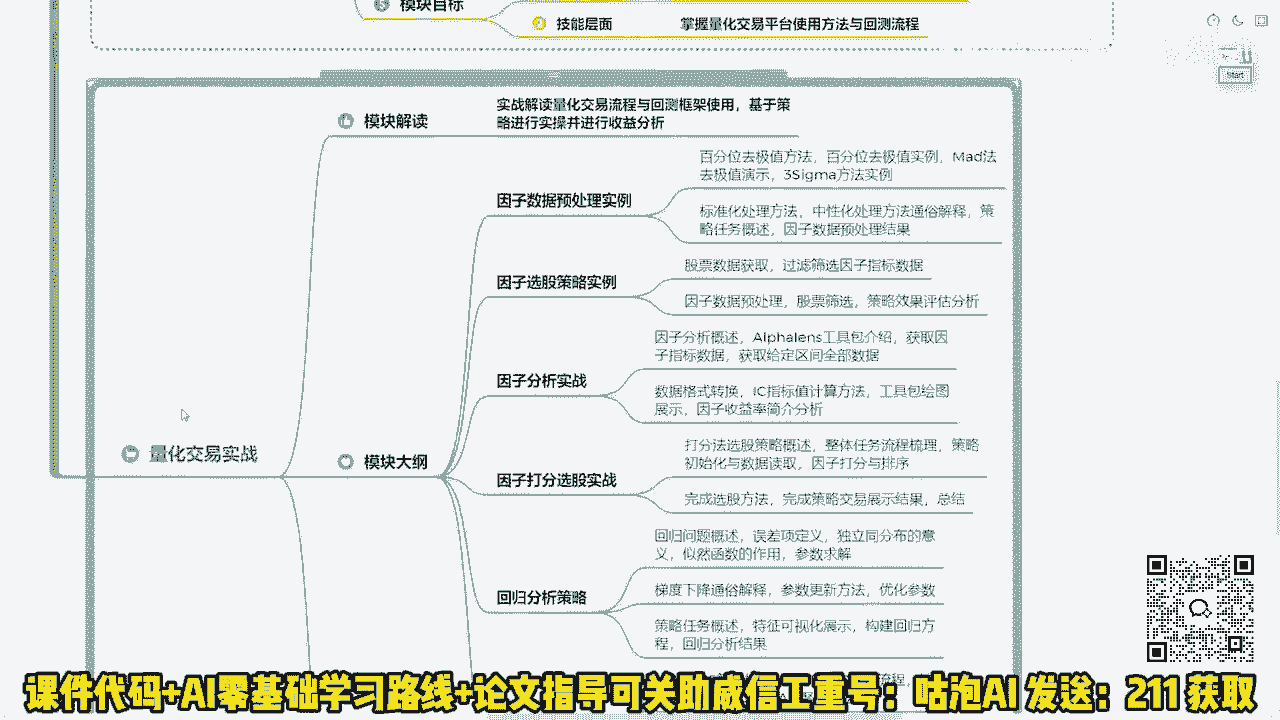 模块目标
技能层面
掌握量化交易平台使用方法与回测流程
Start
模块解读
实战解读量化交易流程与回测框架使用，基于策
略进行实操并进行收益分析
因子数据预处理实例
百分位去极值方法，百分位去极值实例，Mad法
去极值演示，3Sigma方法实例
标准化处理方法，中性化处理方法通俗解释，策
略任务概述，因子数据预处理结果
因子选股策略实例
股票数据获取，过滤筛选因子指标数据
因子数据预处理，股票筛选，策略效果评估分析
因子分析实战
因子分析概述，Alphalens工具包介绍，获取因
子指标数据，获取给定区间全部数据
数据格式转换，IC指标值计算方法，工具包绘图
展示，因子收益率简介分析
量化交易实战
模块大纲
因子打分选股实战
打分法选股策略概述，整体任务流程梳理，策略
初始化与数据读取，因子打分与排序
完成选股方法，完成策略交易展示结果，总结
回归分析策略
回归问题概述，误差项定义，独立同分布的意
义，似然函数的作用，参数求解
梯度下降通俗解释，参数更新方法，优化参数
策略任务概述，特征可视化展示，构建回归方
程，回归分析结果
流程，
课件代码+AI零基础学习路线+论文指导可关助威信工重号：咕泡AI 发送：211 获取